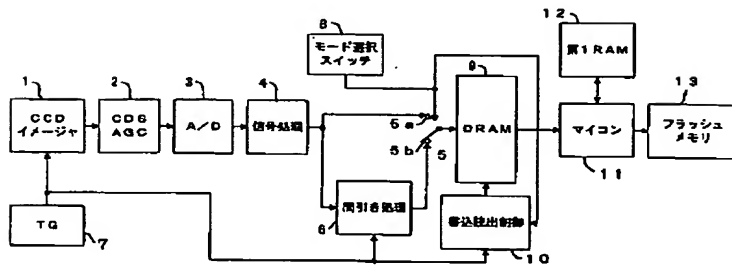 1
CCD
イメージャ
2
CDS
AGC
3
A/D
4
信号処理
8
モード選択
スイッチ
5a
5b
5
9
DRAM
12
第1RAM
マイコン
11
13
フラッシュ
メモリ
TG
7
間引き処理
6
書込読出制御
10